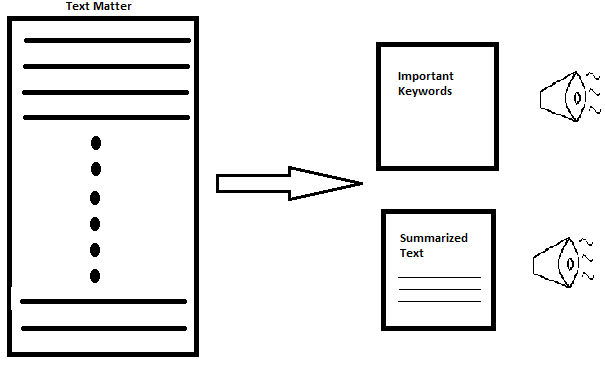 Text Matter
Important
Keywords
Summarized
Text